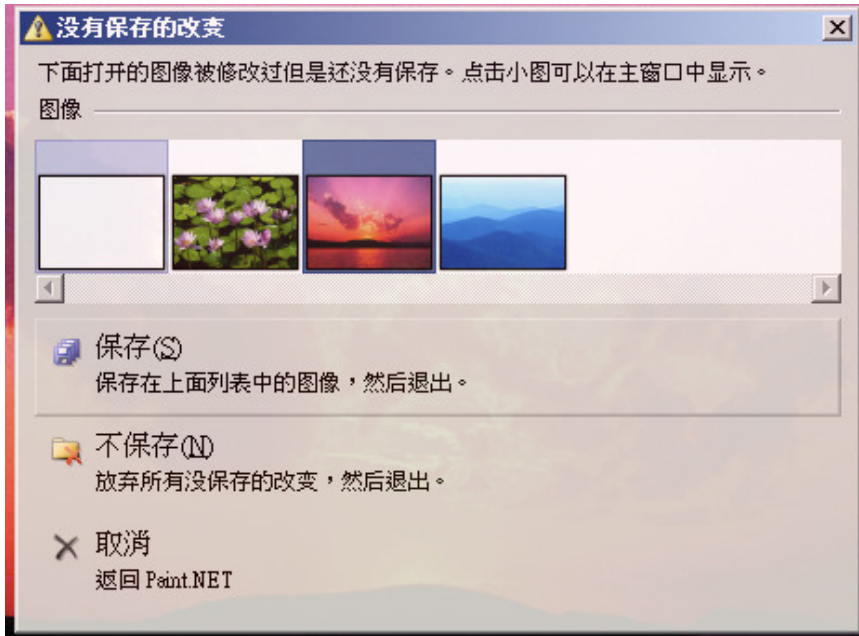 没有保存的改变
下面打开的图像被修改过但是还没有保存。点击小图可以在主窗口中显示。
图像
保存(S)
保存在上面列表中的图像，然后退出。
不保存(N)
放弃所有没保存的改变，然后退出。
取消
返回 Paint.NET